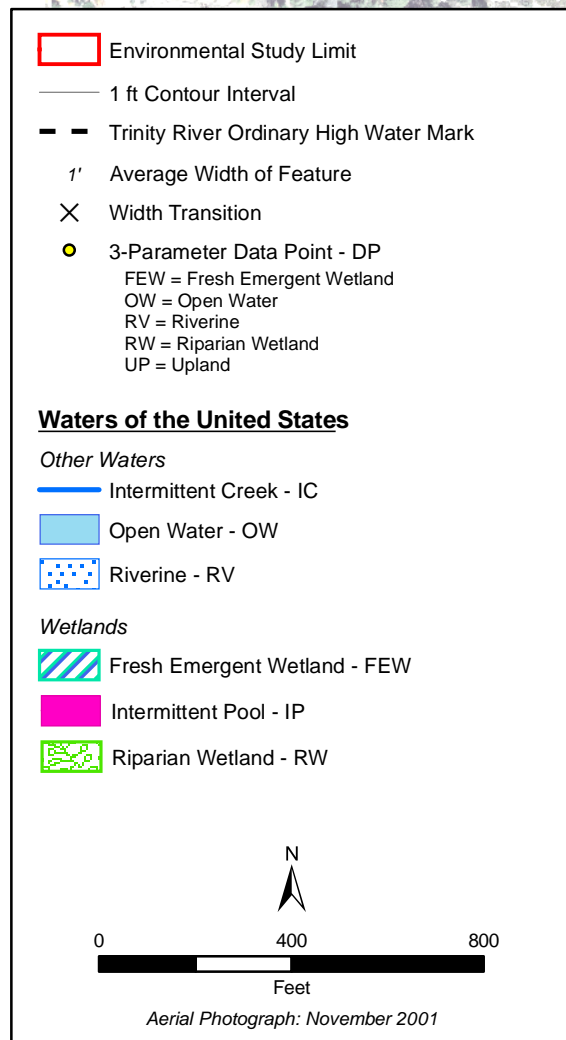 Environmental Study Limit
1 ft Contour Interval
Trinity River Ordinary High Water Mark
1' Average Width of Feature
Width Transition
3-Parameter Data Point - DP
FEW = Fresh Emergent Wetland
OW = Open Water
RV = Riverine
RW = Riparian Wetland
UP = Upland
Waters of the United States
Other Waters
Intermittent Creek - IC
Open Water - OW
Riverine - RV
Wetlands
Fresh Emergent Wetland - FEW
Intermittent Pool - IP
Riparian Wetland - RW
N
0 400 800
Feet
Aerial Photograph: November 2001